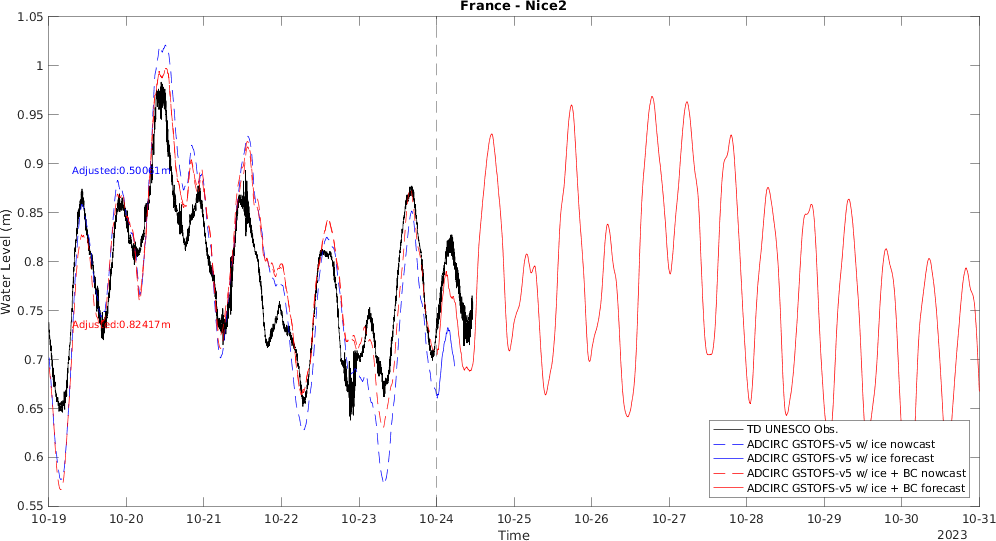 France - Nice2
1.05
1
0.95
0.9
0.85
0.8
0.75
0.7
0.65
0.6
0.55
Water Level (m)
Adjusted:0.50061m
Adjusted:0.82417m
TD UNESCO Obs.
ADCIRC GSTOFS-v5 w/ ice nowcast
ADCIRC GSTOFS-v5 w/ ice forecast
ADCIRC GSTOFS-v5 w/ ice + BC nowcast
ADCIRC GSTOFS-v5 w/ ice + BC forecast
10-19 10-20 10-21 10-22 10-23 10-24 10-25 10-26 10-27 10-28 10-29 10-30 10-31
Time
2023